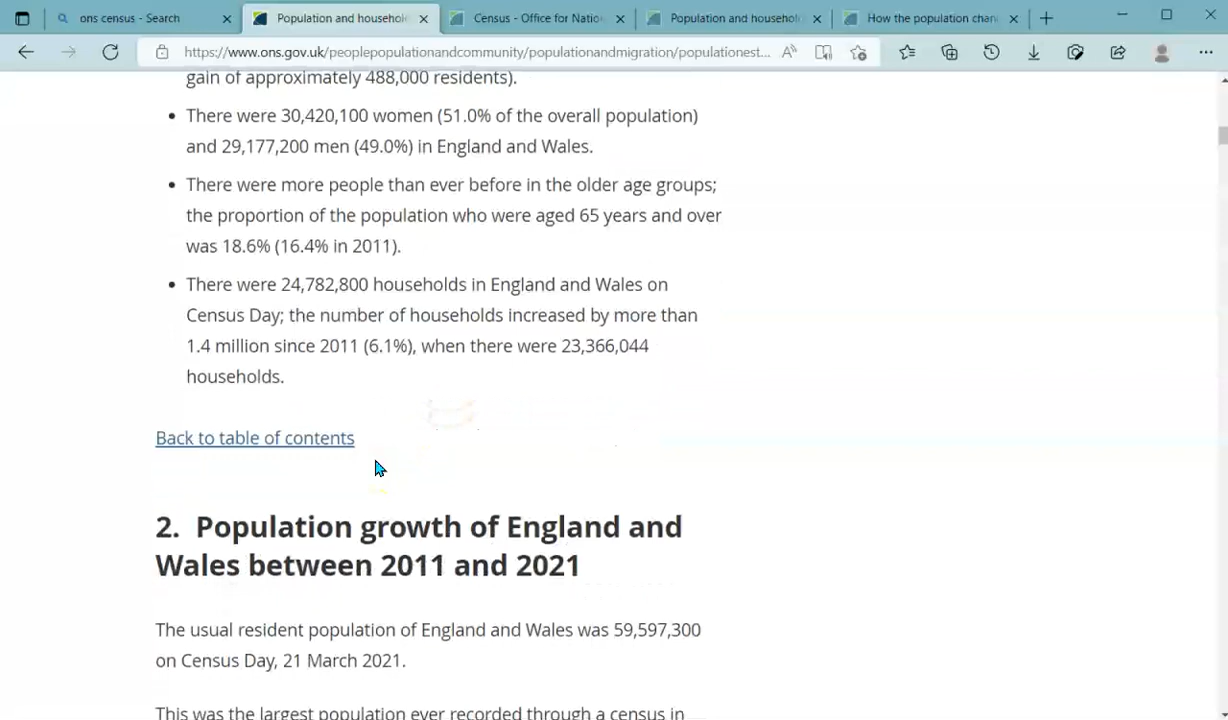 ons census - Search
Population and househol
Census - Office for Natio
Population and househol
How the population chan
https://www.ons.gov.uk/peoplepopulationandcommunity/populationandmigration/populationest...
gain of approximately 488,000 residents).
There were 30,420,100 women (51.0% of the overall population)
and 29,177,200 men (49.0%) in England and Wales.
There were more people than ever before in the older age groups;
the proportion of the population who were aged 65 years and over
was 18.6% (16.4% in 2011).
There were 24,782,800 households in England and Wales on
Census Day; the number of households increased by more than
1.4 million since 2011 (6.1%), when there were 23,366,044
households.
Back to table of contents
2. Population growth of England and
Wales between 2011 and 2021
The usual resident population of England and Wales was 59,597,300
on Census Day, 21 March 2021.
This was the largest population ever recorded through a census in